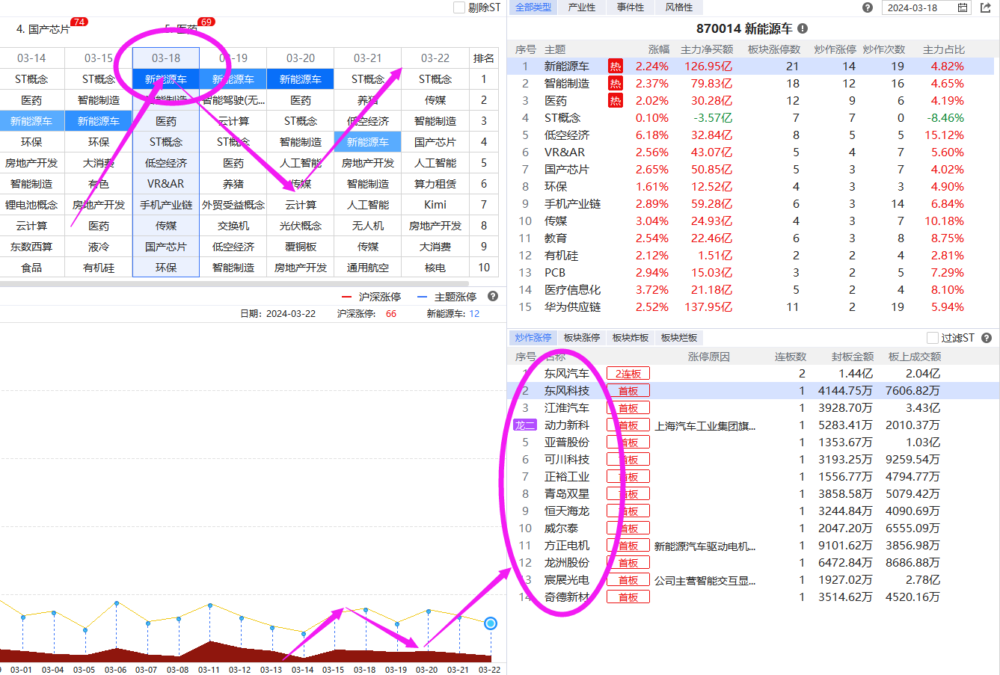 剔除ST
4. 国产芯片 74 5. 医药 69
03-14 03-15 03-18 03-19 03-20 03-21 03-22 排名
ST概念 ST概念 新能源车 新能源车 新能源车 ST概念 ST概念 1
医药 智能制造 智能制造 智能驾驶(无... 医药 养猪 传媒 2
新能源车 新能源车 医药 云计算 ST概念 低空经济 智能制造 3
环保 环保 ST概念 ST概念 智能制造 新能源车 国产芯片 4
房地产开发 大消费 低空经济 医药 人工智能 房地产开发 人工智能 5
智能制造 有色 VR&AR 养猪 传媒 智能制造 算力租赁 6
锂电池概念 房地产开发 手机产业链 外贸受益概念 云计算 人工智能 Kimi 7
云计算 医药 传媒 交换机 光伏概念 无人机 房地产开发 8
东数西算 液冷 国产芯片 低空经济 覆铜板 传媒 大消费 9
食品 有机硅 环保 智能制造 房地产开发 通用航空 核电 10
沪深涨停 主题涨停
日期: 2024-03-22 沪深涨停: 66 新能源车: 12
03-01 03-04 03-05 03-06 03-07 03-08 03-11 03-12 03-13 03-14 03-15 03-18 03-19 03-20 03-21 03-22
全部类型 产业性 事件性 风格性 2024-03-18
870014 新能源车
序号 主题 涨幅 主力净买额 板块涨停数 炒作涨停 炒作次数 主力占比
1 新能源车 热 2.24% 126.95亿 21 14 19 4.82%
2 智能制造 热 2.37% 79.83亿 18 12 16 4.65%
3 医药 热 2.02% 30.28亿 12 9 6 4.19%
4 ST概念 0.10% -3.57亿 7 7 0 -8.46%
5 低空经济 6.18% 32.84亿 8 5 5 15.12%
6 VR&AR 2.56% 43.07亿 5 4 7 5.60%
7 国产芯片 2.65% 50.85亿 5 3 7 4.02%
8 环保 1.61% 12.52亿 4 3 3 4.90%
9 手机产业链 2.89% 59.28亿 6 3 14 6.84%
10 传媒 3.04% 24.93亿 4 3 7 10.18%
11 教育 2.54% 22.46亿 6 3 8 8.75%
12 有机硅 2.12% 1.51亿 2 2 4 2.81%
13 PCB 2.94% 15.03亿 3 2 5 7.29%
14 医疗信息化 3.72% 21.18亿 5 2 4 8.10%
15 华为供应链 2.52% 137.95亿 11 2 19 5.94%
炒作涨停 板块涨停 板块炸板 板块烂板 过滤ST
序号 名称 涨停原因 连板数 封板金额 板上成交额
1 东风汽车 2连板 2 1.44亿 2.04亿
2 东风科技 首板 1 4144.75万 7606.82万
3 江淮汽车 首板 1 3928.70万 3.43亿
龙二 动力新科 首板 上海汽车工业集团旗... 1 5283.41万 2010.37万
5 亚普股份 首板 1 1353.67万 1.03亿
6 可川科技 首板 1 3193.25万 9259.54万
7 正裕工业 首板 1 1556.77万 4794.77万
8 青岛双星 首板 1 3858.58万 5079.42万
9 恒天海龙 首板 1 3244.84万 4090.69万
10 威尔泰 首板 1 2047.20万 6555.09万
11 方正电机 首板 新能源汽车驱动电机... 1 9101.62万 3856.98万
12 龙洲股份 首板 1 6472.84万 8686.88万
13 宸展光电 首板 公司主营智能交互显... 1 1927.02万 2.78亿
14 奇德新材 首板 1 3514.62万 4520.16万